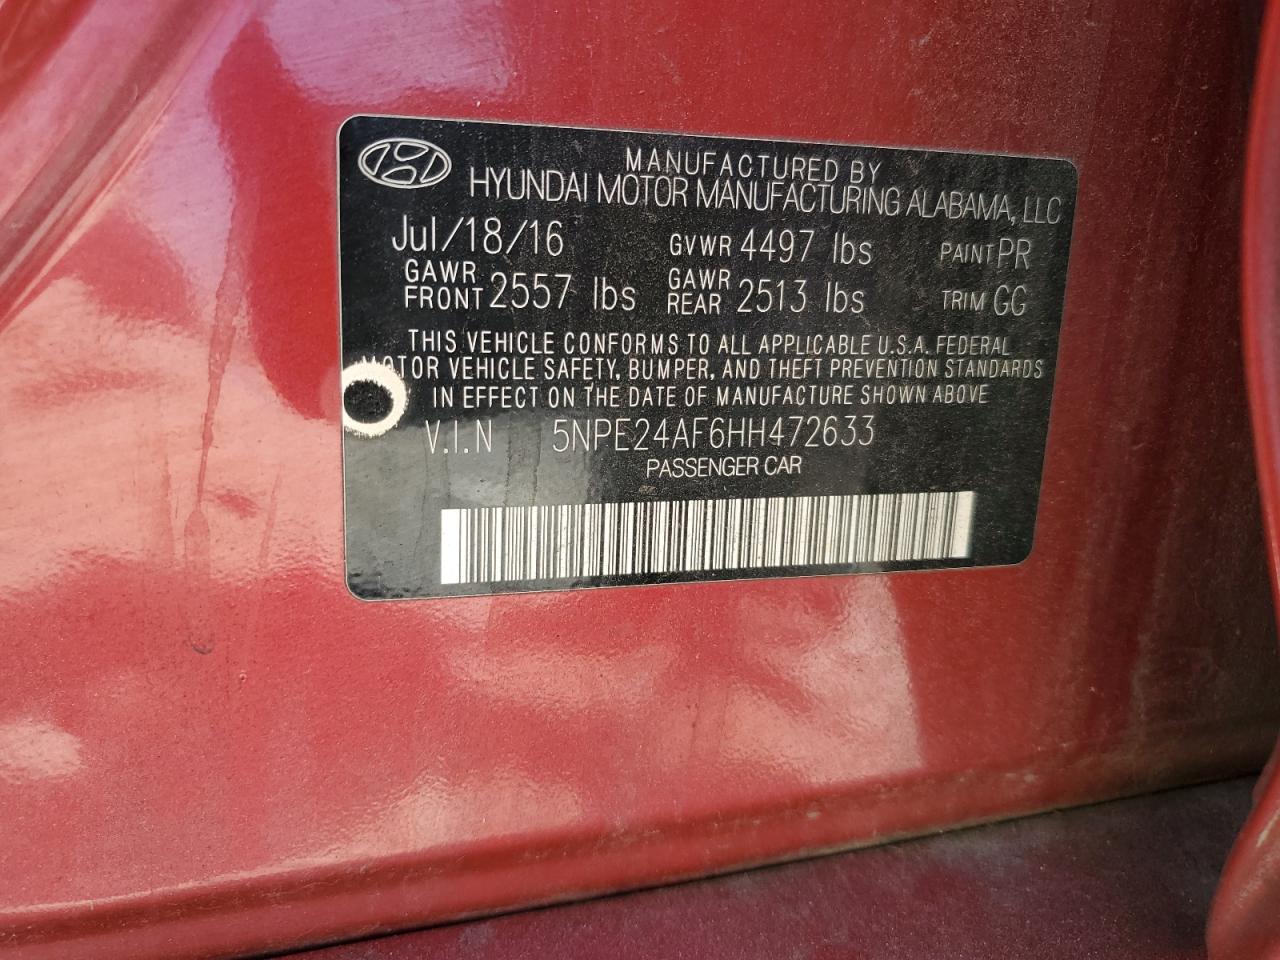 MANUFACTURED BY
HYUNDAI MOTOR MANUFACTURING ALABAMA, LLC
Jul/18/16 GVWR 4497 lbs PAINT PR
GAWR FRONT 2557 lbs GAWR REAR 2513 lbs TRIM GG
THIS VEHICLE CONFORMS TO ALL APPLICABLE U.S.A. FEDERAL
MOTOR VEHICLE SAFETY, BUMPER, AND THEFT PREVENTION STANDARDS
IN EFFECT ON THE DATE OF MANUFACTURE SHOWN ABOVE
V.I.N 5NPE24AF6HH472633
PASSENGER CAR